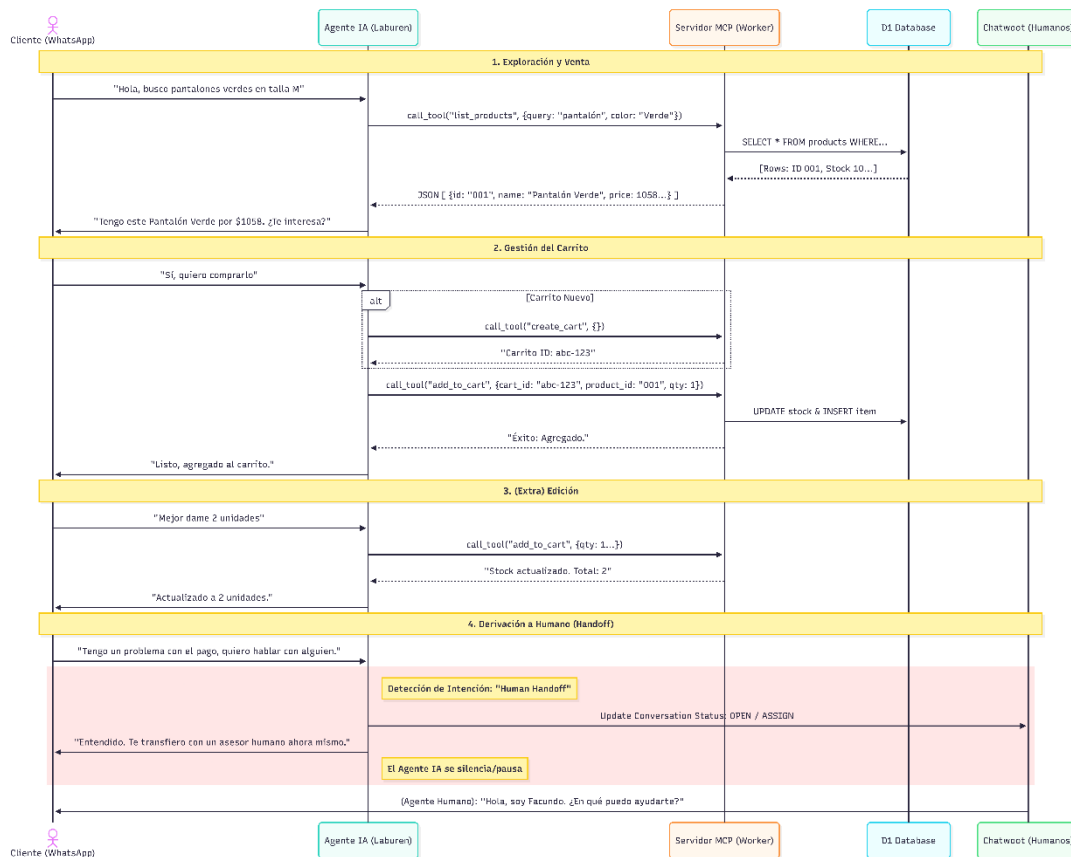 Cliente (WhatsApp)
Agente IA (Laburen)
Servidor MCP (Worker)
D1 Database
Chatwoot (Humanos)
1. Exploración y Venta
"Hola, busco pantalones verdes en talla M"
call_tool("list_products", {query: "pantalón", color: "Verde"})
SELECT * FROM products WHERE...
[Rows: ID 001, Stock 10...]
JSON [ {id: "001", name: "Pantalón Verde", price: 1058...} ]
"Tengo este Pantalón Verde por $1058. ¿Te interesa?"
2. Gestión del Carrito
"Sí, quiero comprarlo"
alt
[Carrito Nuevo]
call_tool("create_cart", {})
"Carrito ID: abc-123"
call_tool("add_to_cart", {cart_id: "abc-123", product_id: "001", qty: 1})
UPDATE stock & INSERT item
"Éxito: Agregado."
"Listo, agregado al carrito."
3. (Extra) Edición
"Mejor dame 2 unidades"
call_tool("add_to_cart", {qty: 1...})
"Stock actualizado. Total: 2"
"Actualizado a 2 unidades."
4. Derivación a Humano (Handoff)
"Tengo un problema con el pago, quiero hablar con alguien."
Detección de Intención: "Human Handoff"
Update Conversation Status: OPEN / ASSIGN
"Entendido. Te transfiero con un asesor humano ahora mismo."
El Agente IA se silencia/pausa
(Agente Humano): "Hola, soy Facundo. ¿En qué puedo ayudarte?"
Cliente (WhatsApp)
Agente IA (Laburen)
Servidor MCP (Worker)
D1 Database
Chatwoot (Humanos)